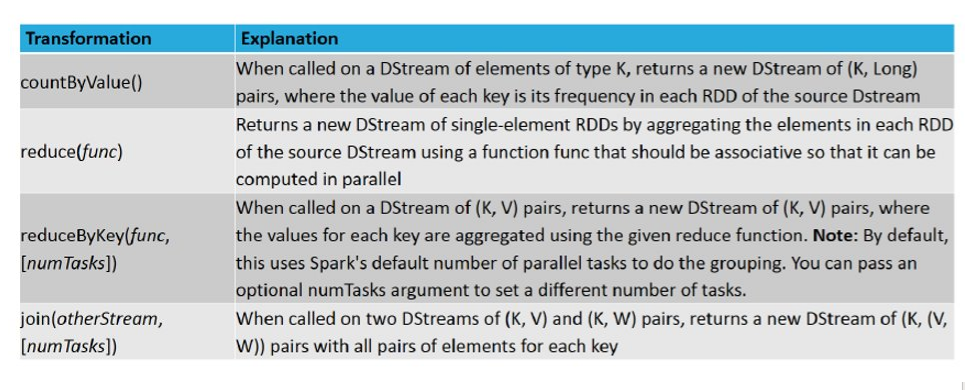 Transformation Explanation
countByValue() When called on a DStream of elements of type K, returns a new DStream of (K, Long)
pairs, where the value of each key is its frequency in each RDD of the source Dstream
Returns a new DStream of single-element RDDs by aggregating the elements in each RDD
reduce(func) of the source DStream using a function func that should be associative so that it can be
computed in parallel
When called on a DStream of (K, V) pairs, returns a new DStream of (K, V) pairs, where
reduceByKey(func, the values for each key are aggregated using the given reduce function. Note: By default,
[numTasks]) this uses Spark's default number of parallel tasks to do the grouping. You can pass an
optional numTasks argument to set a different number of tasks.
join(otherStream, When called on two DStreams of (K, V) and (K, W) pairs, returns a new DStream of (K, (V,
[numTasks]) W)) pairs with all pairs of elements for each key